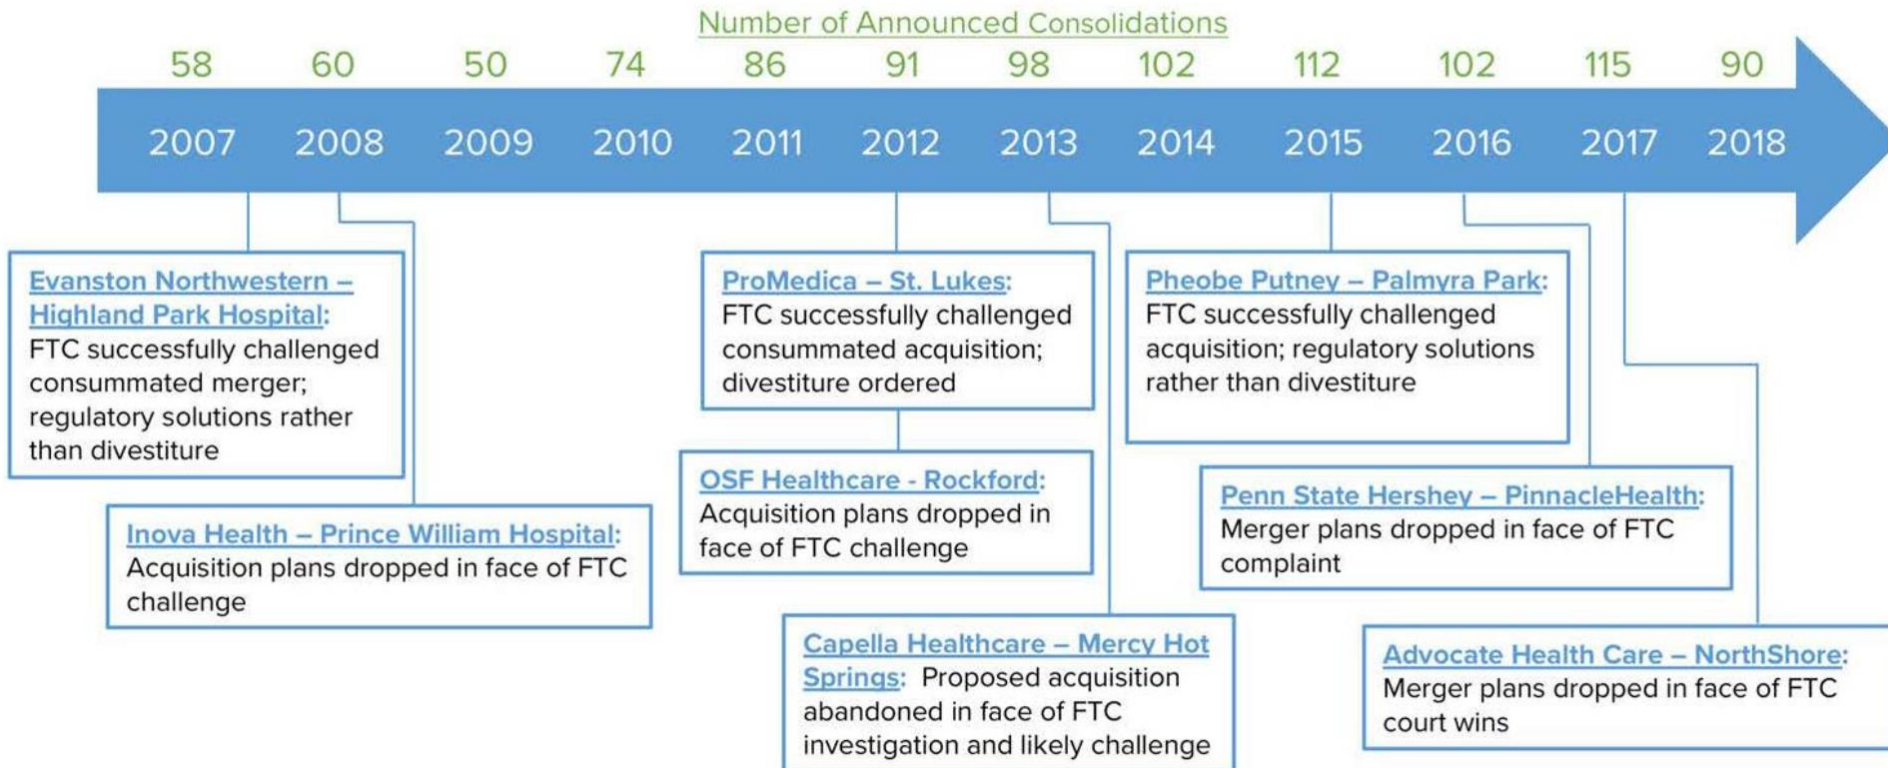 Number of Announced Consolidations
58 60 50 74 86 91 98 102 112 102 115 90
2007 2008 2009 2010 2011 2012 2013 2014 2015 2016 2017 2018
Evanston Northwestern –
Highland Park Hospital:
FTC successfully challenged
consummated merger;
regulatory solutions rather
than divestiture
Inova Health – Prince William Hospital:
Acquisition plans dropped in face of FTC
challenge
ProMedica – St. Lukes:
FTC successfully challenged
consummated acquisition;
divestiture ordered
OSF Healthcare - Rockford:
Acquisition plans dropped in
face of FTC challenge
Capella Healthcare – Mercy Hot
Springs: Proposed acquisition
abandoned in face of FTC
investigation and likely challenge
Pheobe Putney – Palmyra Park:
FTC successfully challenged
acquisition; regulatory solutions
rather than divestiture
Penn State Hershey – PinnacleHealth:
Merger plans dropped in face of FTC
complaint
Advocate Health Care – NorthShore:
Merger plans dropped in face of FTC
court wins